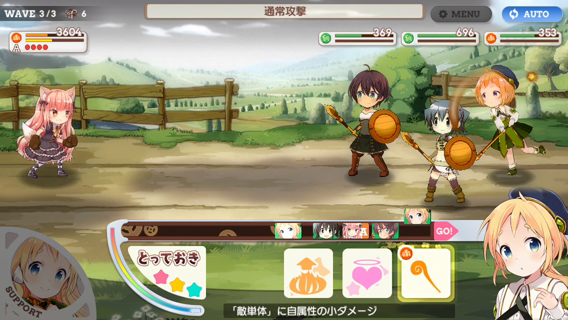 WAVE 3/3 6
通常攻撃
MENU
AUTO
3604
369
696
353
A
GO!
とっておき
SUPPORT
「敵単体」に自属性の小ダメージ